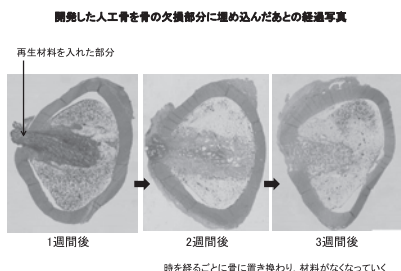 開発した人工骨を骨の欠損部分に埋め込んだあとの経過写真
再生材料を入れた部分
1週間後
2週間後
3週間後
時を経るごとに骨に置き換わり、材料がなくなっていく